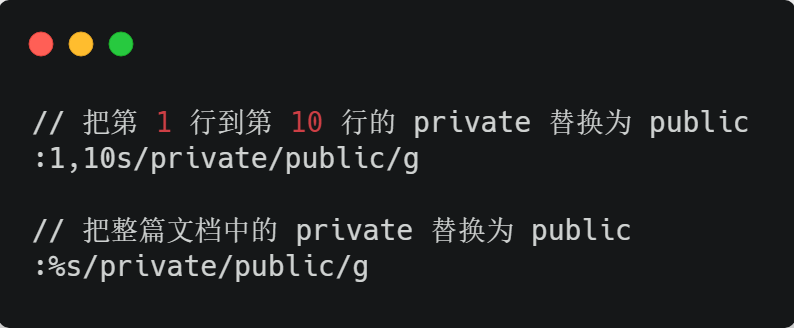 // 把第 1 行到第 10 行的 private 替换为 public
:1,10s/private/public/g
// 把整篇文档中的 private 替换为 public
:%s/private/public/g